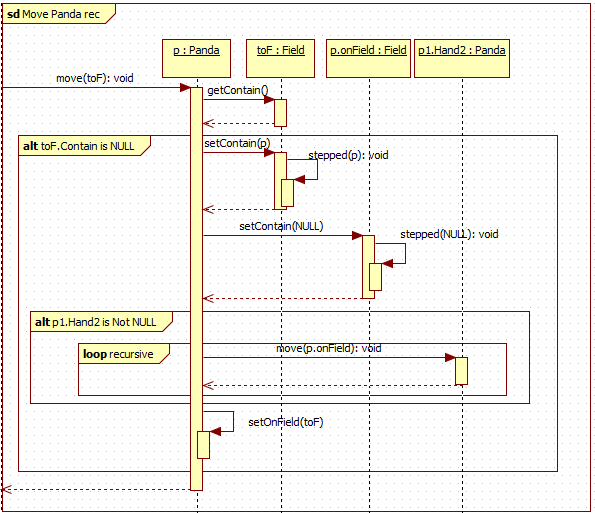 sd Move Panda rec
p : Panda
toF : Field
p.onField : Field
p1.Hand2 : Panda
move(toF): void
getContain()
alt toF.Contain is NULL
setContain(p)
stepped(p): void
setContain(NULL)
stepped(NULL): void
alt p1.Hand2 is Not NULL
loop recursive
move(p.onField): void
setOnField(toF)